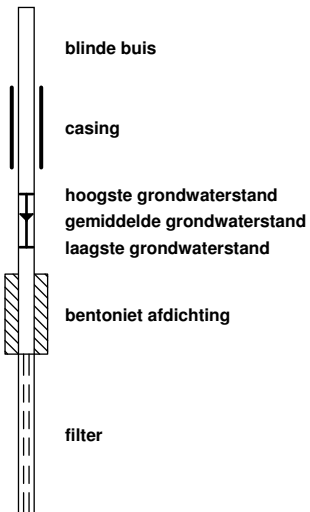 blinde buis
casing
hoogste grondwaterstand
gemiddelde grondwaterstand
laagste grondwaterstand
bentoniet afdichting
filter